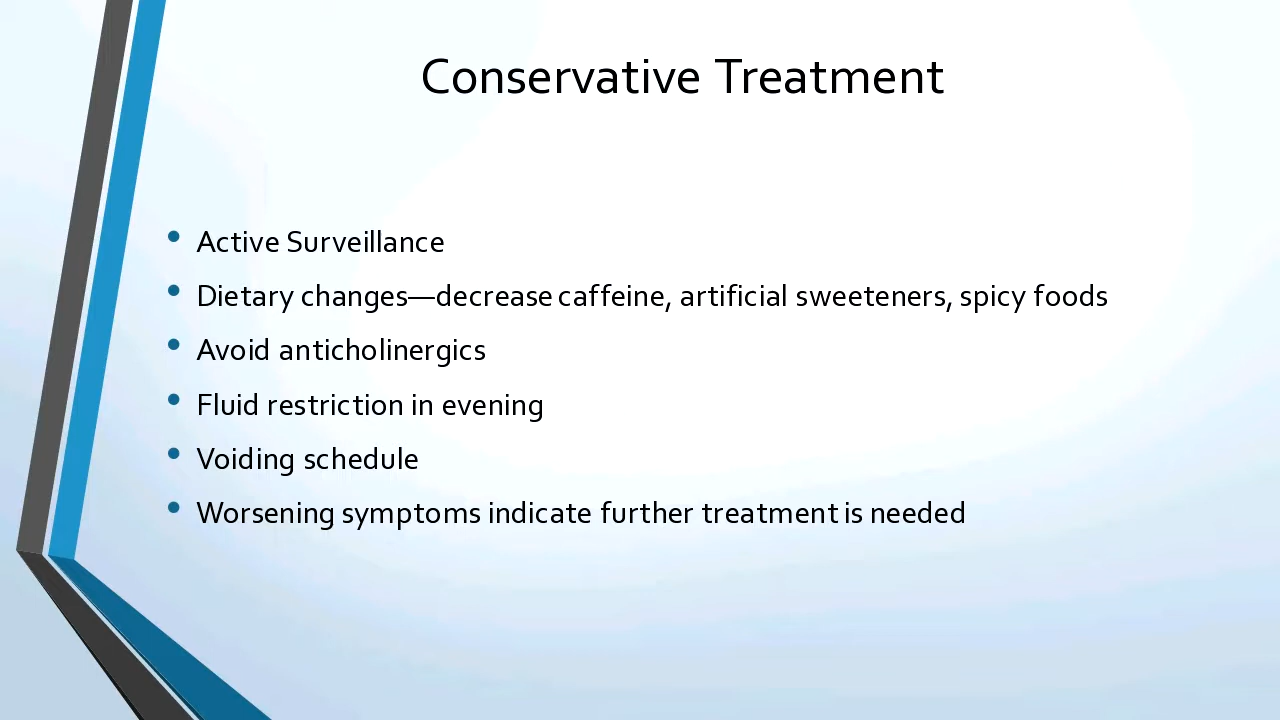 Conservative Treatment
• Active Surveillance
• Dietary changes—decrease caffeine, artificial sweeteners, spicy foods
• Avoid anticholinergics
• Fluid restriction in evening
• Voiding schedule
• Worsening symptoms indicate further treatment is needed